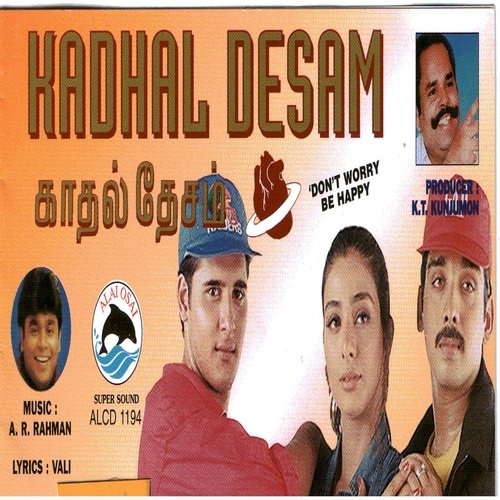 KADHAL DESAM
காதல் தேசம்
'DON'T WORRY
BE HAPPY
PRODUCER :
K.T. KUNJUMON
ALAI OSAI
SUPER SOUND
ALCD 1194
MUSIC :
A. R. RAHMAN
LYRICS : VALI